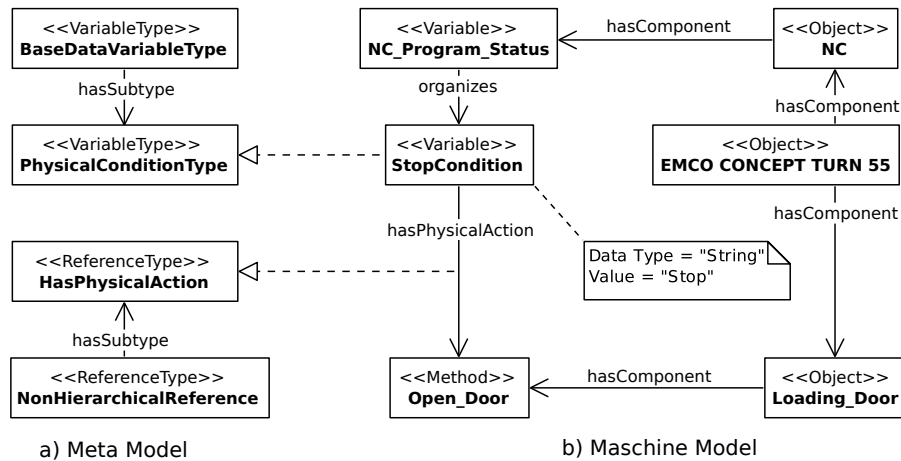 <<VariableType>>
BaseDataVariableType
hasSubtype
<<VariableType>>
PhysicalConditionType
<<ReferenceType>>
HasPhysicalAction
hasSubtype
<<ReferenceType>>
NonHierarchicalReference
a) Meta Model
<<Variable>>
NC_Program_Status
hasComponent
<<Object>>
NC
organizes
hasComponent
<<Variable>>
StopCondition
<<Object>>
EMCO CONCEPT TURN 55
hasComponent
hasPhysicalAction
Data Type = "String"
Value = "Stop"
<<Method>>
Open_Door
hasComponent
<<Object>>
Loading_Door
b) Maschine Model